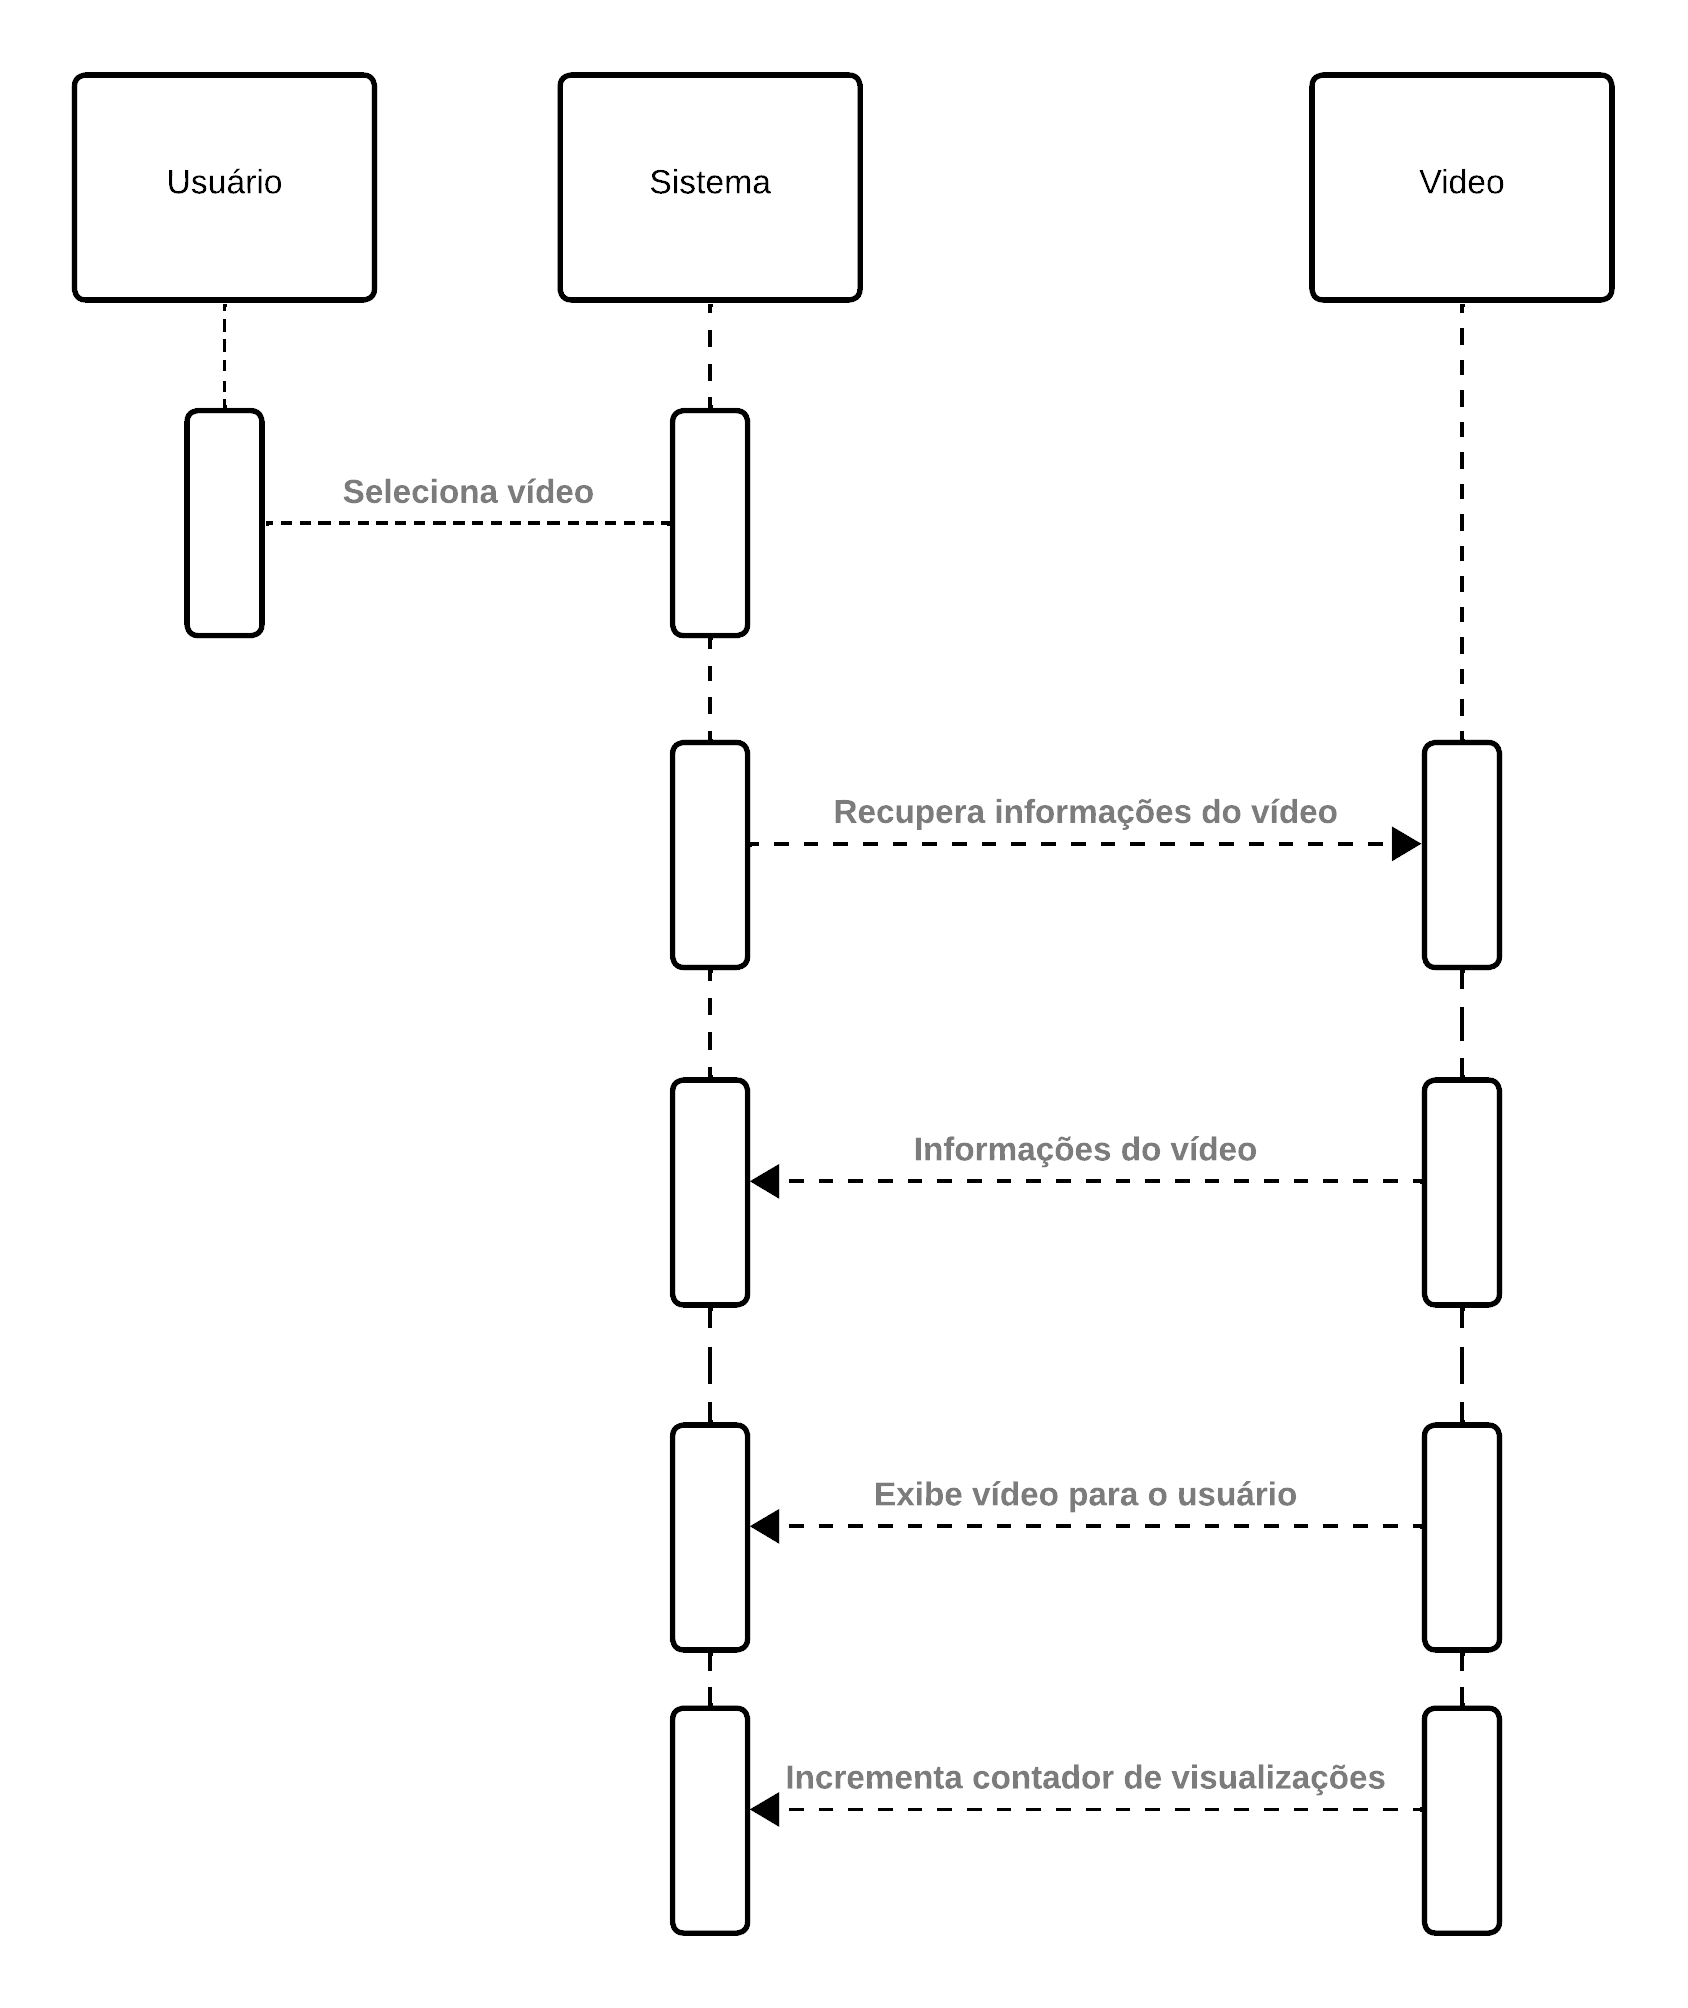 Usuário
Sistema
Video
Seleciona vídeo
Recupera informações do vídeo
Informações do vídeo
Exibe vídeo para o usuário
Incrementa contador de visualizações